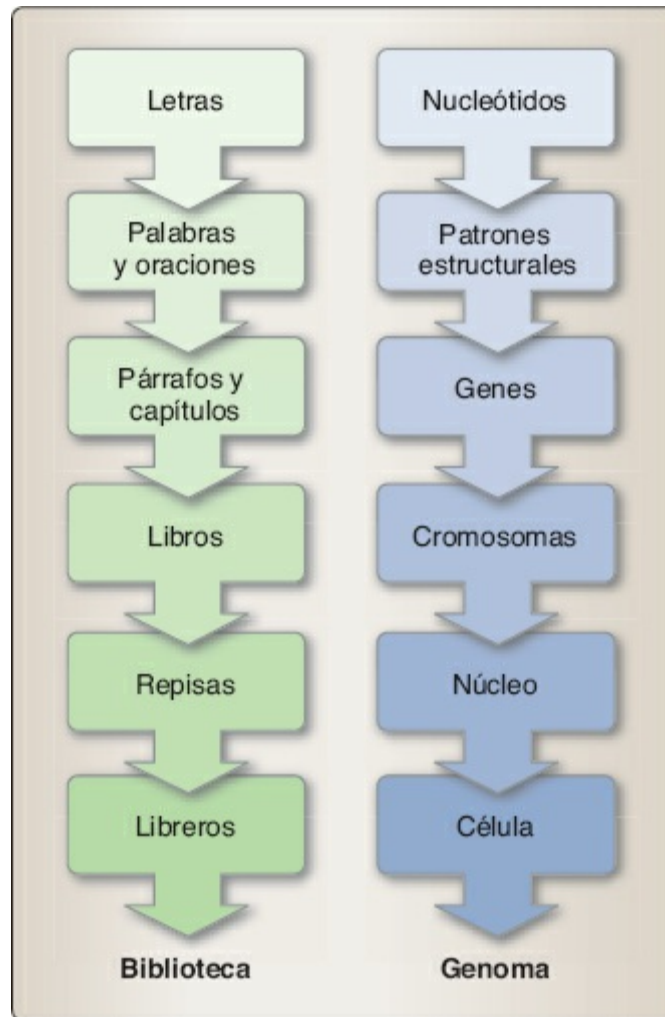 Letras
Palabras
y oraciones
Párrafos y
capítulos
Libros
Repisas
Libreros
Biblioteca
Nucleótidos
Patrones
estructurales
Genes
Cromosomas
Núcleo
Célula
Genoma